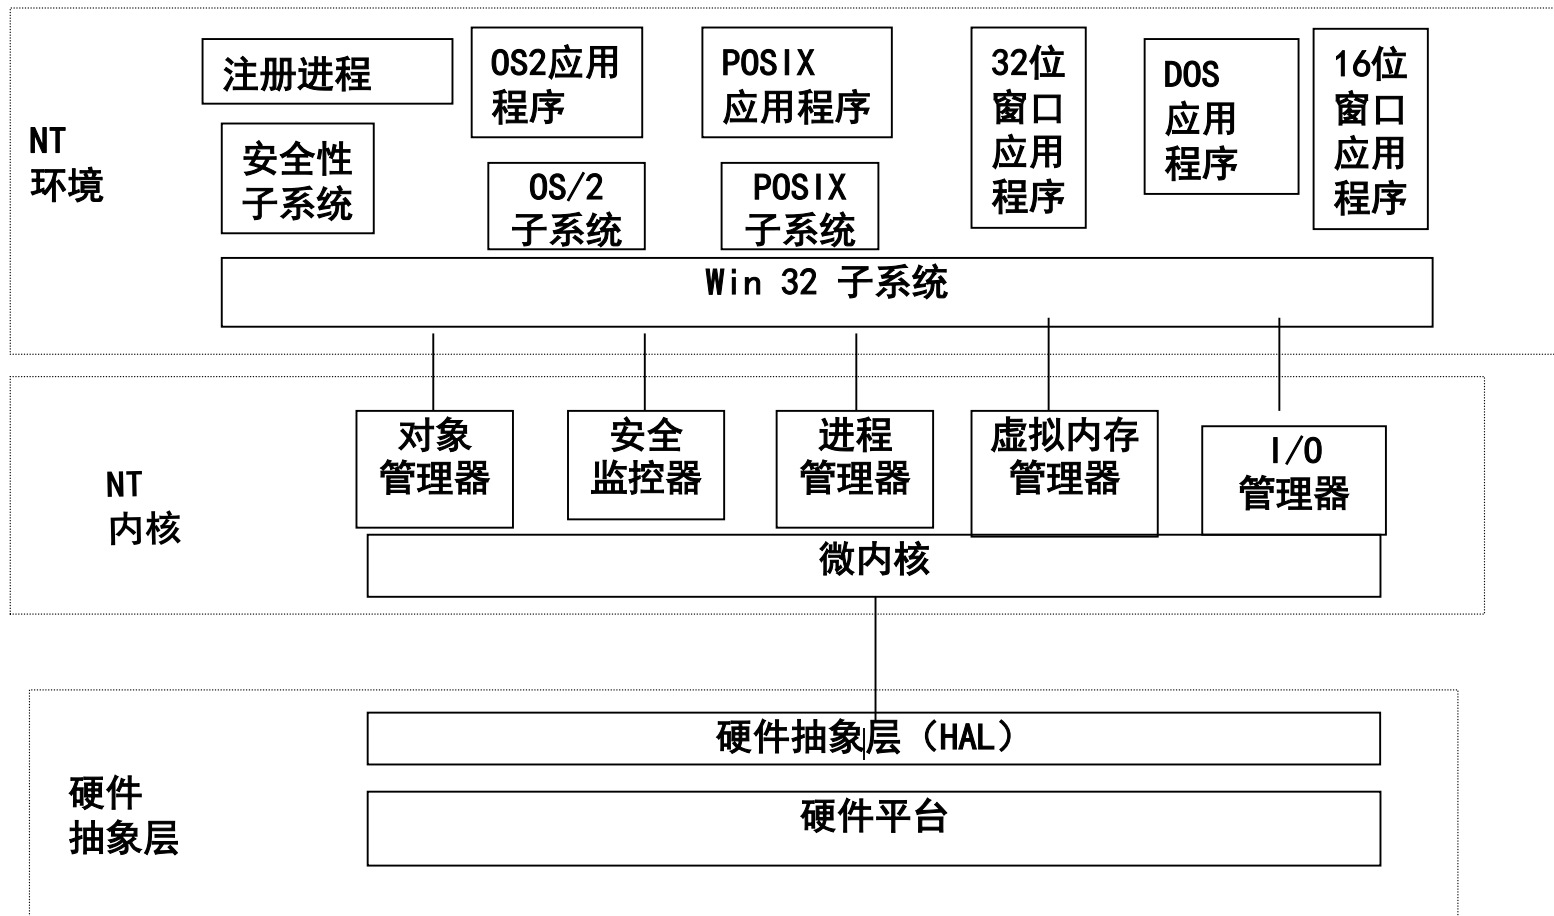 NT
环境
注册进程
安全性
子系统
OS2应用
程序
OS/2
子系统
POSIX
应用程序
POSIX
子系统
32位
窗口
应用
程序
DOS
应用
程序
16位
窗口
应用
程序
Win 32 子系统
NT
内核
对象
管理器
安全
监控器
进程
管理器
虚拟内存
管理器
I/O
管理器
微内核
硬件
抽象层
硬件抽象层（HAL）
硬件平台